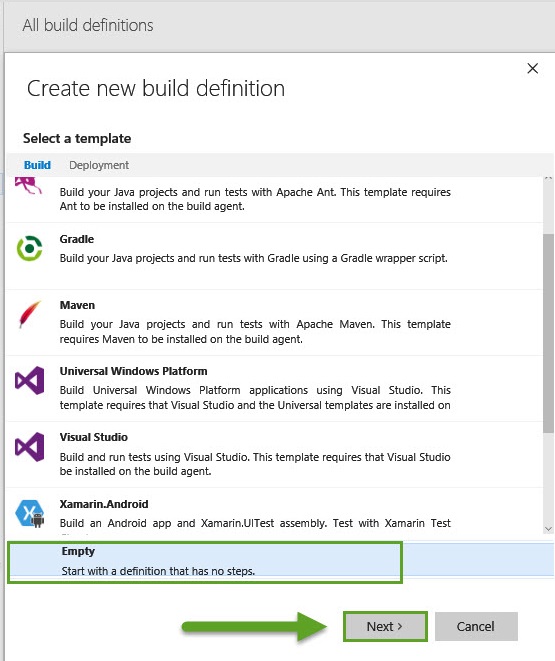 All build definitions
Create new build definition
Select a template
Build Deployment
Build your Java projects and run tests with Apache Ant. This template requires
Ant to be installed on the build agent.
Gradle
Build your Java projects and run tests with Gradle using a Gradle wrapper script.
Maven
Build your Java projects and run tests with Apache Maven. This template
requires Maven to be installed on the build agent.
Universal Windows Platform
Build Universal Windows Platform applications using Visual Studio. This
template requires that Visual Studio and the Universal templates are installed on
Visual Studio
Build and run tests using Visual Studio. This template requires that Visual Studio
be installed on the build agent.
Xamarin.Android
Build an Android app and Xamarin.UITest assembly. Test with Xamarin Test
Empty
Start with a definition that has no steps.
Next >
Cancel